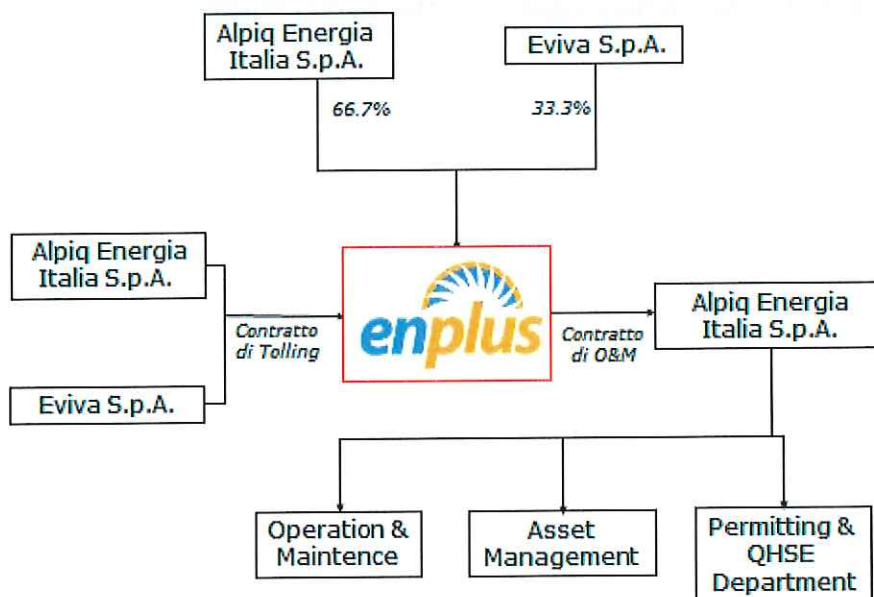 Alpiq Energia
Italia S.p.A.
Eviva S.p.A.
66.7%
33.3%
Alpiq Energia
Italia S.p.A.
Eviva S.p.A.
Contratto
di Tolling
enplus
Contratto
di O&M
Alpiq Energia
Italia S.p.A.
Operation &
Maintence
Asset
Management
Permitting &
QHSE
Department